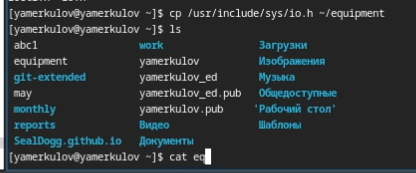 [yamerkulov@yamerkulov ~]$ cp /usr/include/sys/io.h ~/equipment
[yamerkulov@yamerkulov ~]$ ls
abc1 work Загрузки
equipment yamerkulov Изображения
git-extended yamerkulov_ed Музыка
may yamerkulov_ed.pub Общедоступные
monthly yamerkulov.pub 'Рабочий стол'
reports Видео Шаблоны
SealDogg.github.io Документы
[yamerkulov@yamerkulov ~]$ cat eq